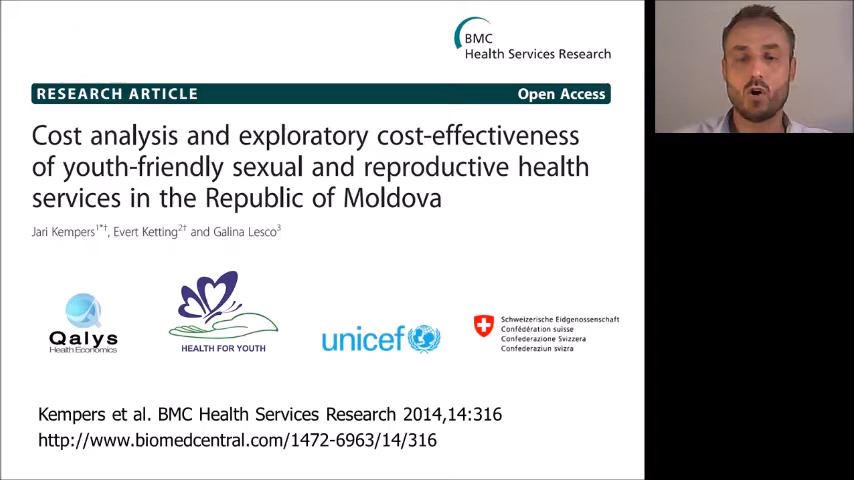 BMC
Health Services Research
RESEARCH ARTICLE Open Access
Cost analysis and exploratory cost-effectiveness
of youth-friendly sexual and reproductive health
services in the Republic of Moldova
Jari Kempers1*†, Evert Ketting2† and Galina Lesco3
Qalys
Health Economics
HEALTH FOR YOUTH
unicef
Schweizerische Eidgenossenschaft
Confédération suisse
Confederazione Svizzera
Confederaziun svizra
Kempers et al. BMC Health Services Research 2014,14:316
http://www.biomedcentral.com/1472-6963/14/316